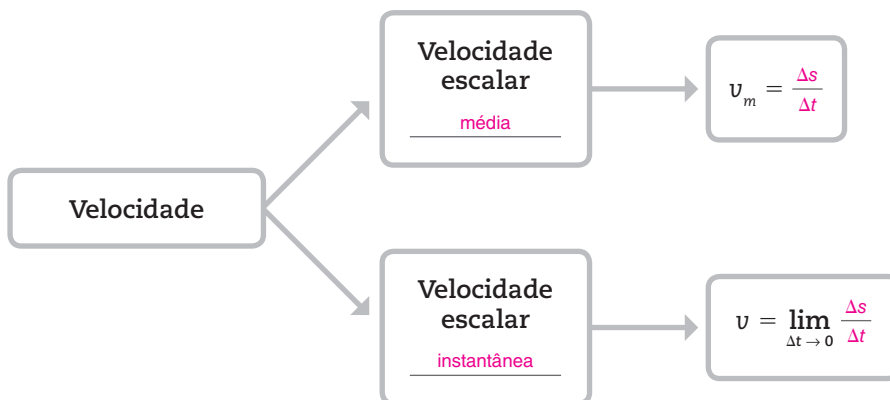 Velocidade
escalar
média
v_m = Δs/Δt
Velocidade
Velocidade
escalar
instantânea
v = lim Δt → 0 Δs/Δt